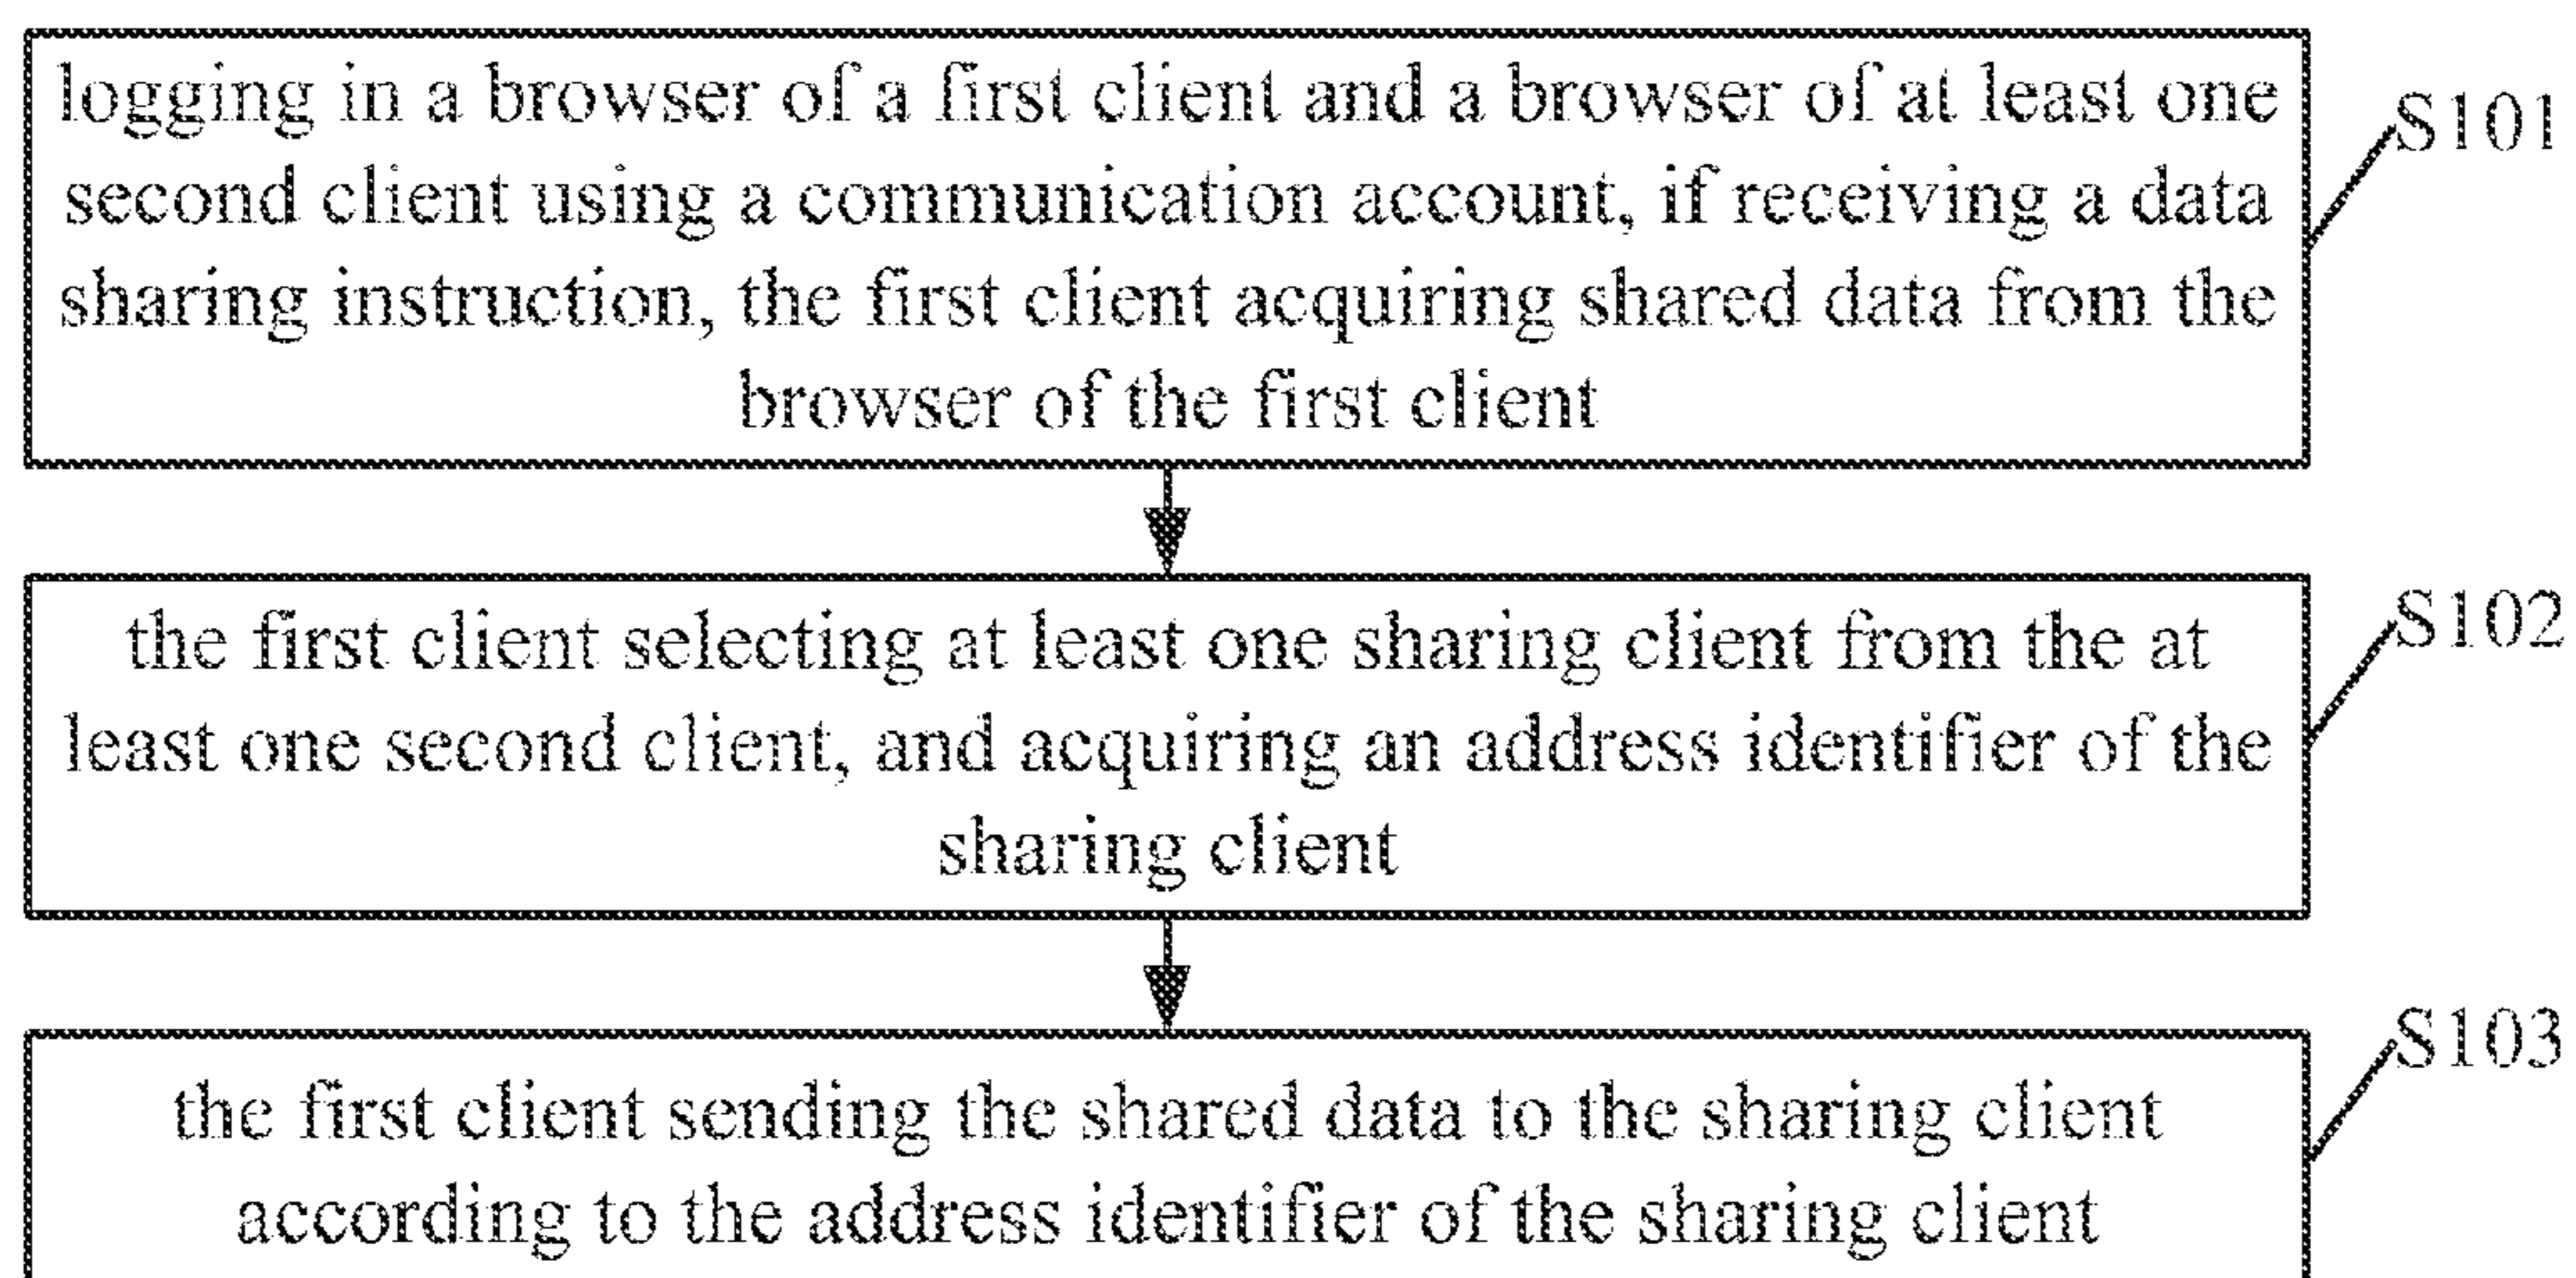 logging in a browser of a first client and a browser of at least one
second client using a communication account, if receiving a data
sharing instruction, the first client acquiring shared data from the
browser of the first client
S101
the first client selecting at least one sharing client from the at
least one second client, and acquiring an address identifier of the
sharing client
S102
the first client sending the shared data to the sharing client
according to the address identifier of the sharing client
S103